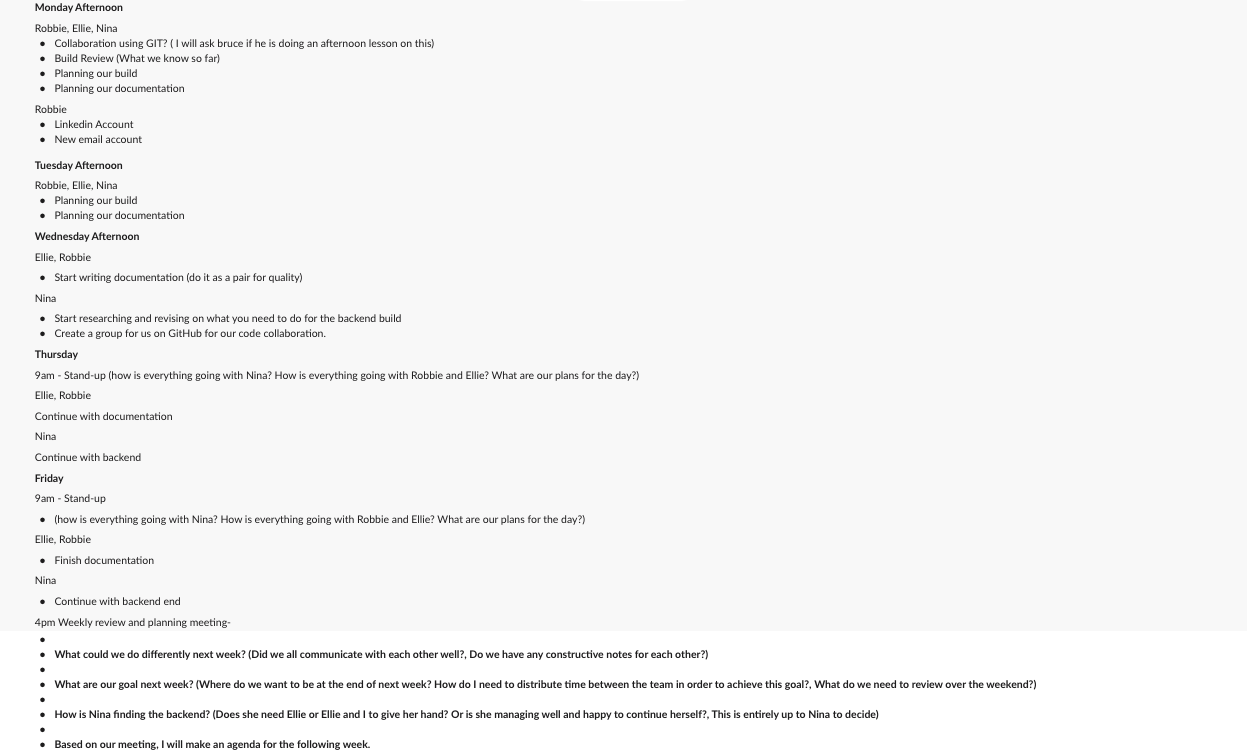 Monday Afternoon
Robbie, Ellie, Nina
• Collaboration using GIT? ( I will ask bruce if he is doing an afternoon lesson on this)
• Build Review (What we know so far)
• Planning our build
• Planning our documentation
Robbie
• Linkedin Account
• New email account
Tuesday Afternoon
Robbie, Ellie, Nina
• Planning our build
• Planning our documentation
Wednesday Afternoon
Ellie, Robbie
• Start writing documentation (do it as a pair for quality)
Nina
• Start researching and revising on what you need to do for the backend build
• Create a group for us on GitHub for our code collaboration.
Thursday
9am - Stand-up (how is everything going with Nina? How is everything going with Robbie and Ellie? What are our plans for the day?)
Ellie, Robbie
Continue with documentation
Nina
Continue with backend
Friday
9am - Stand-up
• (how is everything going with Nina? How is everything going with Robbie and Ellie? What are our plans for the day?)
Ellie, Robbie
• Finish documentation
Nina
• Continue with backend end
4pm Weekly review and planning meeting-
•
• What could we do differently next week? (Did we all communicate with each other well?, Do we have any constructive notes for each other?)
•
• What are our goal next week? (Where do we want to be at the end of next week? How do I need to distribute time between the team in order to achieve this goal?, What do we need to review over the weekend?)
•
• How is Nina finding the backend? (Does she need Ellie or Ellie and I to give her hand? Or is she managing well and happy to continue herself?, This is entirely up to Nina to decide)
•
• Based on our meeting, I will make an agenda for the following week.